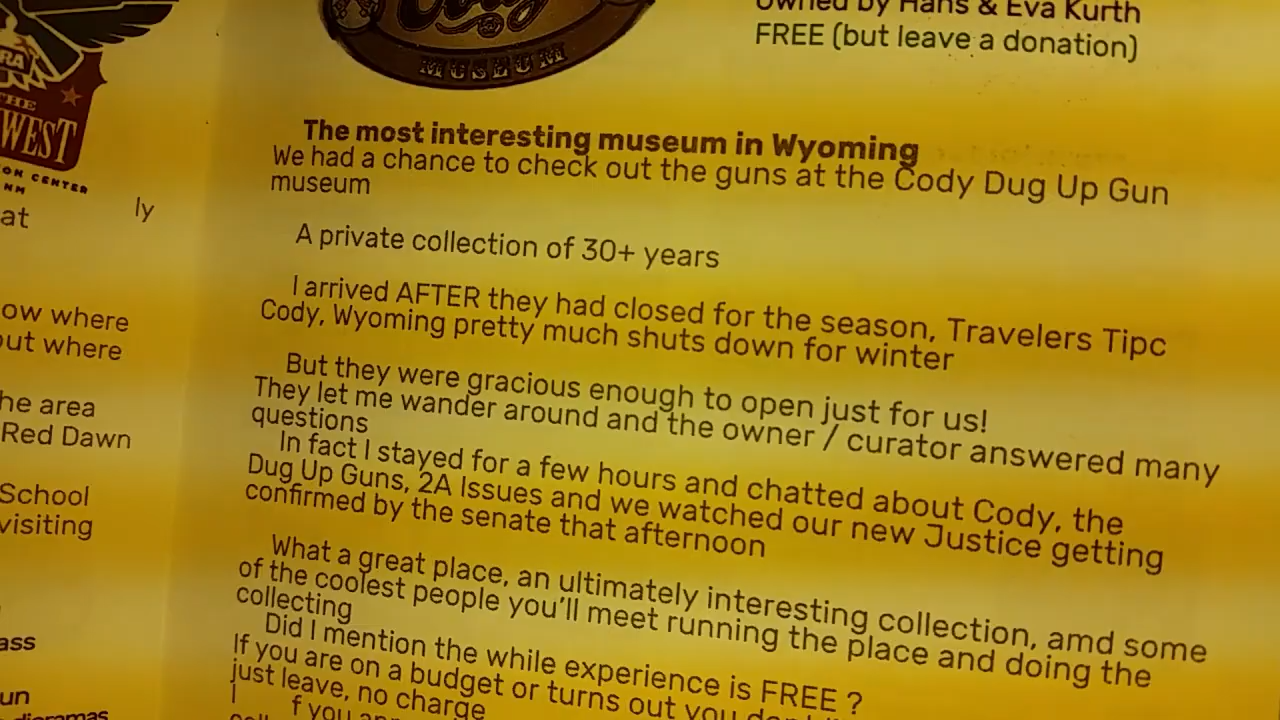 RA
THE
WEST
ON CENTER
NM
at
ly
ow where
out where
he area
Red Dawn
School
visiting
ass
un
Cody
MUSEUM
owned by Hans & Eva Kurth
FREE (but leave a donation)
The most interesting museum in Wyoming
We had a chance to check out the guns at the Cody Dug Up Gun
museum
A private collection of 30+ years
I arrived AFTER they had closed for the season, Travelers Tipc
Cody, Wyoming pretty much shuts down for winter
But they were gracious enough to open just for us!
They let me wander around and the owner / curator answered many
questions
In fact I stayed for a few hours and chatted about Cody, the
Dug Up Guns, 2A Issues and we watched our new Justice getting
confirmed by the senate that afternoon
What a great place, an ultimately interesting collection, amd some
of the coolest people you'll meet running the place and doing the
collecting
Did I mention the while experience is FREE ?
If you are on a budget or turns out you
just leave, no charge
I f you